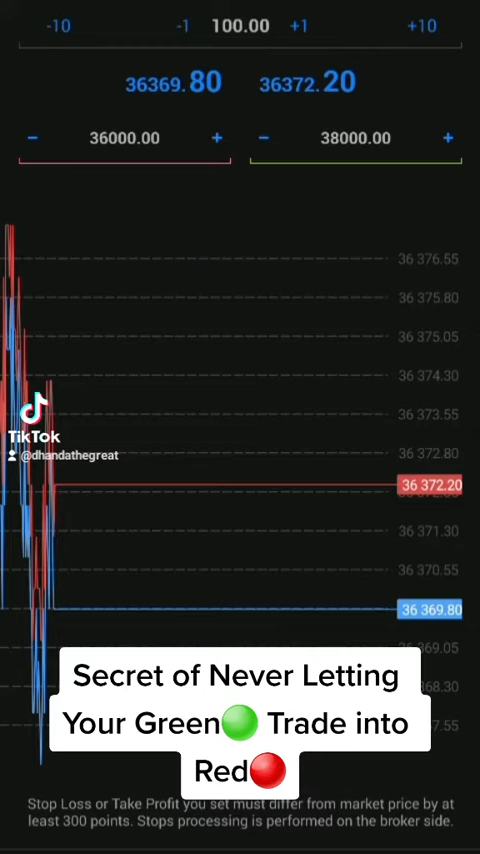 -10 -1 100.00 +1 +10
36369.80 36372.20
− 36000.00 + − 38000.00 +
36 376.55
36 375.80
36 375.05
36 374.30
36 373.55
36 372.80
36 372.20
36 371.30
36 370.55
36 369.80
36 369.05
68.30
7.55
TikTok
@dhandathegreat
Secret of Never Letting
Your Green🟢 Trade into
Red🔴
Stop Loss or Take Profit you set must differ from market price by at
least 300 points. Stops processing is performed on the broker side.